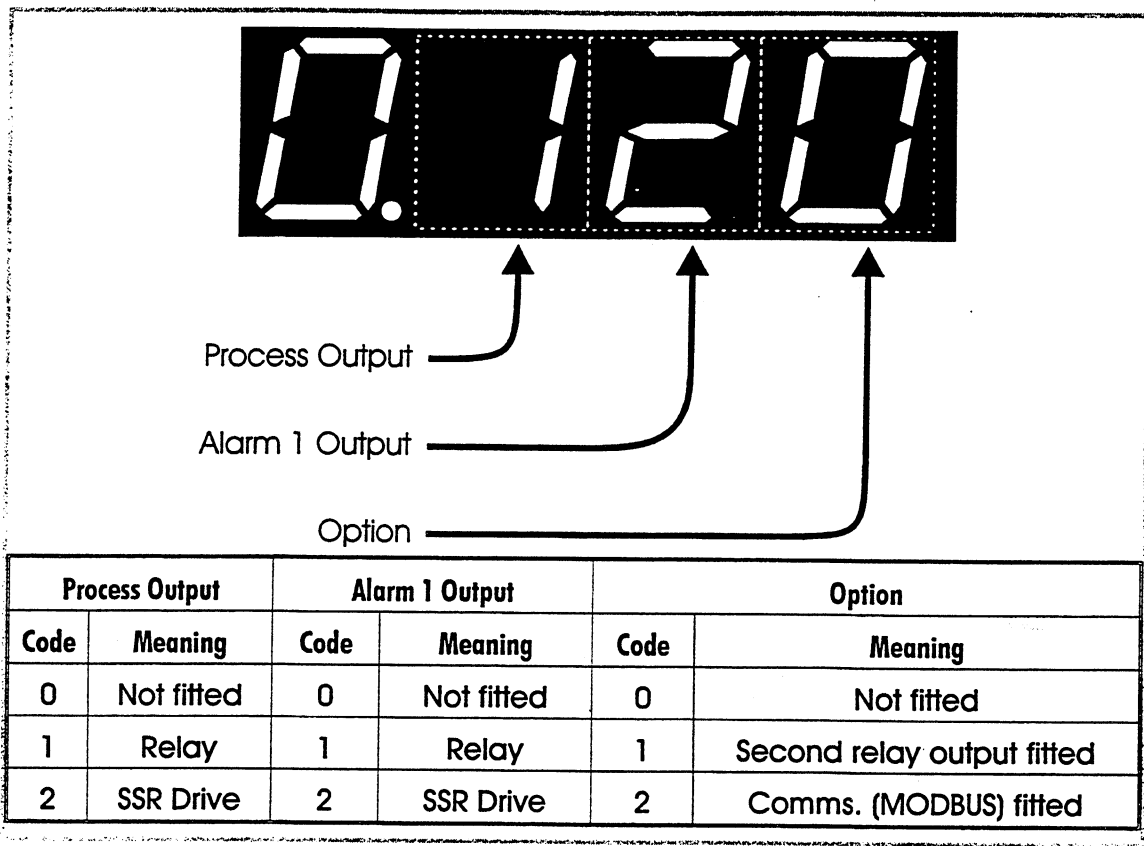 0.120
Process Output
Alarm 1 Output
Option
Process Output Alarm 1 Output Option
Code Meaning Code Meaning Code Meaning
0 Not fitted 0 Not fitted 0 Not fitted
1 Relay 1 Relay 1 Second relay output fitted
2 SSR Drive 2 SSR Drive 2 Comms. (MODBUS) fitted